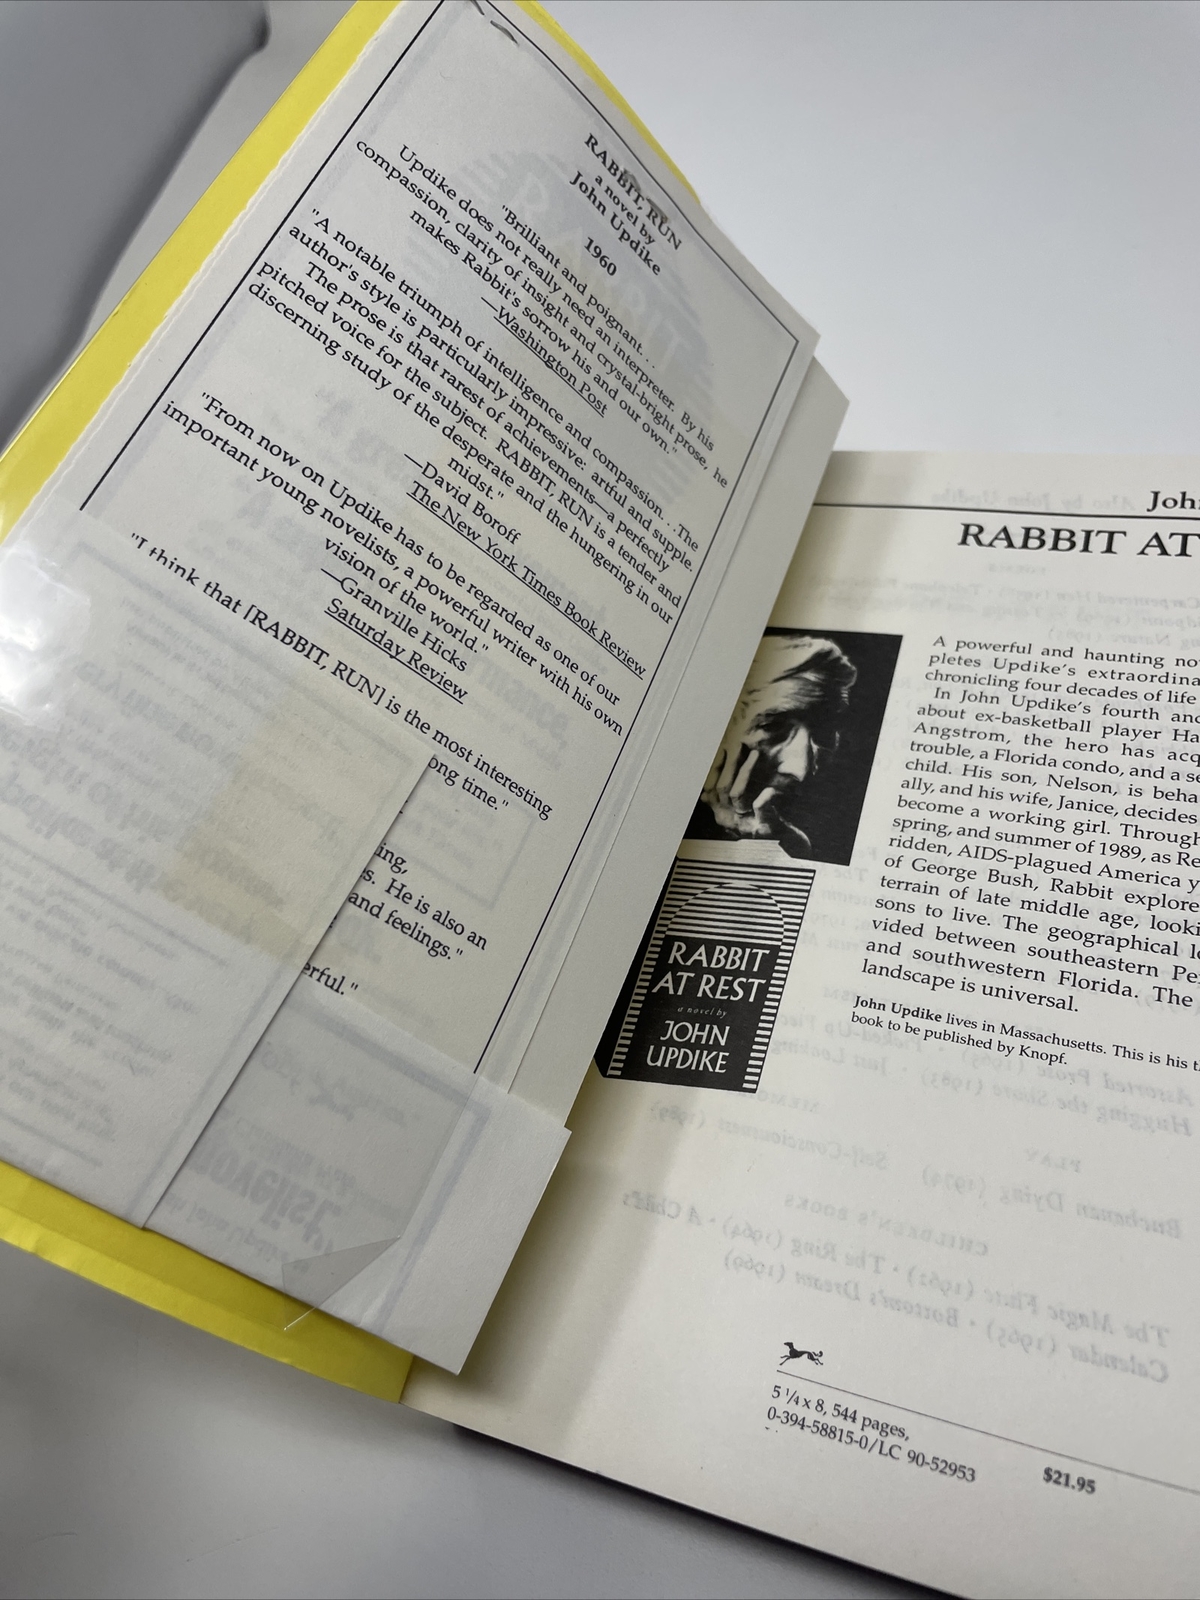 RABBIT, RUN
a novel by
John Updike
1960
"Brilliant and poignant. . .
Updike does not really need an interpreter. By his
compassion, clarity of insight and crystal-bright prose, he
makes Rabbit's sorrow his and our own."
—Washington Post
"A notable triumph of intelligence and compassion. . .The
author's style is particularly impressive: artful and supple.
The prose is that rarest of achievements—a perfectly
pitched voice for the subject. RABBIT, RUN is a tender and
discerning study of the desperate and the hungering in our
midst."
—David Boroff
The New York Times Book Review
"From now on Updike has to be regarded as one of our
important young novelists, a powerful writer with his own
vision of the world."
—Granville Hicks
Saturday Review
"I think that [RABBIT, RUN] is the most interesting
ong time."
ing,
s. He is also an
and feelings."
erful."
Joh
RABBIT AT
A powerful and haunting no
pletes Updike's extraordina
chronicling four decades of life
In John Updike's fourth and
about ex-basketball player Ha
Angstrom, the hero has acq
trouble, a Florida condo, and a se
child. His son, Nelson, is beha
ally, and his wife, Janice, decides
become a working girl. Through
spring, and summer of 1989, as Re
ridden, AIDS-plagued America y
of George Bush, Rabbit explore
terrain of late middle age, looki
sons to live. The geographical lo
vided between southeastern Pe
and southwestern Florida. The
landscape is universal.
John Updike lives in Massachusetts. This is his t
book to be published by Knopf.
RABBIT
AT REST
a novel by
JOHN
UPDIKE
5 1/4 x 8, 544 pages,
0-394-58815-0/LC 90-52953
$21.95